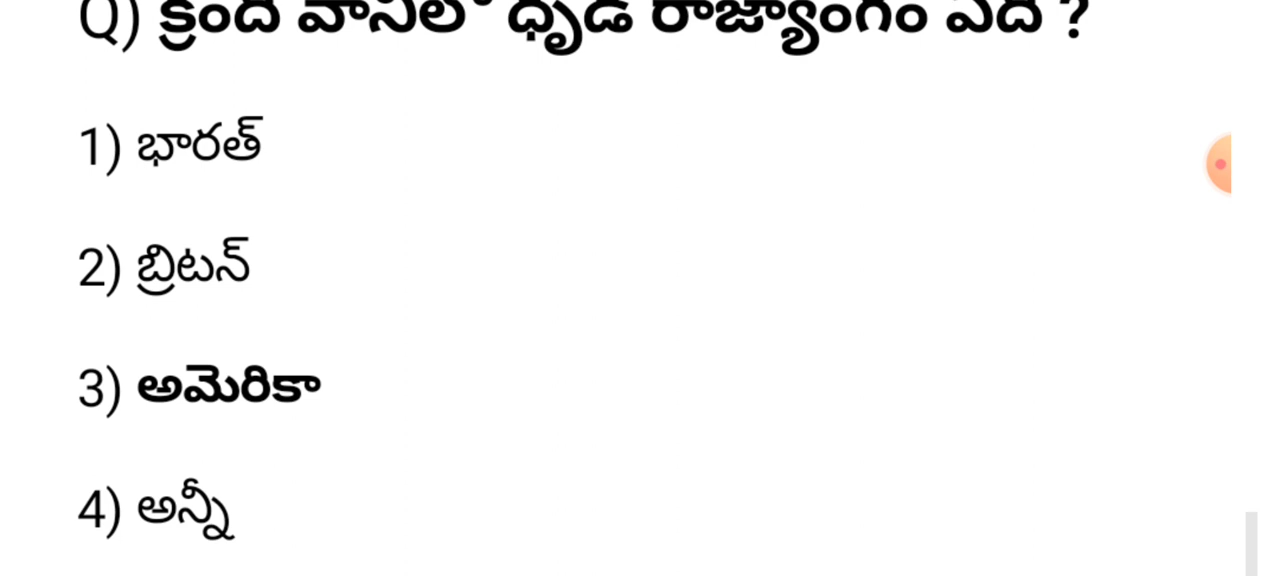 Q) క్రింది వానిలో ధృడ రాజ్యాంగం ఏది ?
1) భారత్
2) బ్రిటన్
3) అమెరికా
4) అన్నీ